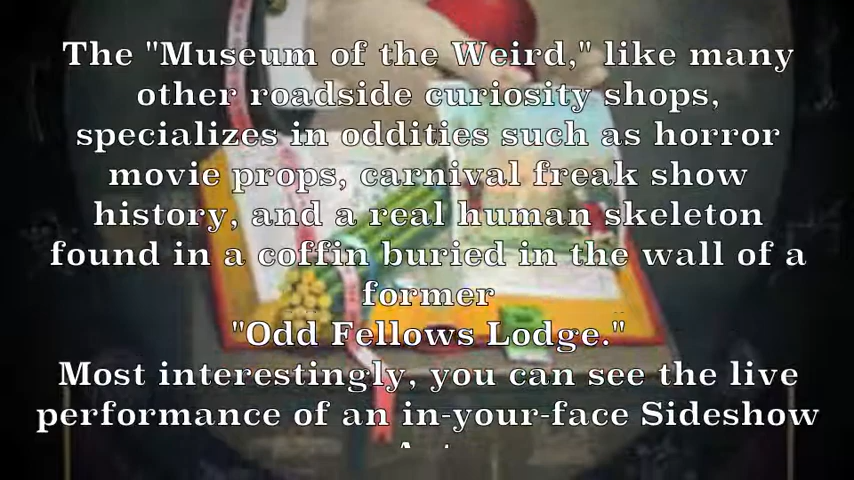 The "Museum of the Weird," like many
other roadside curiosity shops,
specializes in oddities such as horror
movie props, carnival freak show
history, and a real human skeleton
found in a coffin buried in the wall of a
former
"Odd Fellows Lodge."
Most interestingly, you can see the live
performance of an in-your-face Sideshow